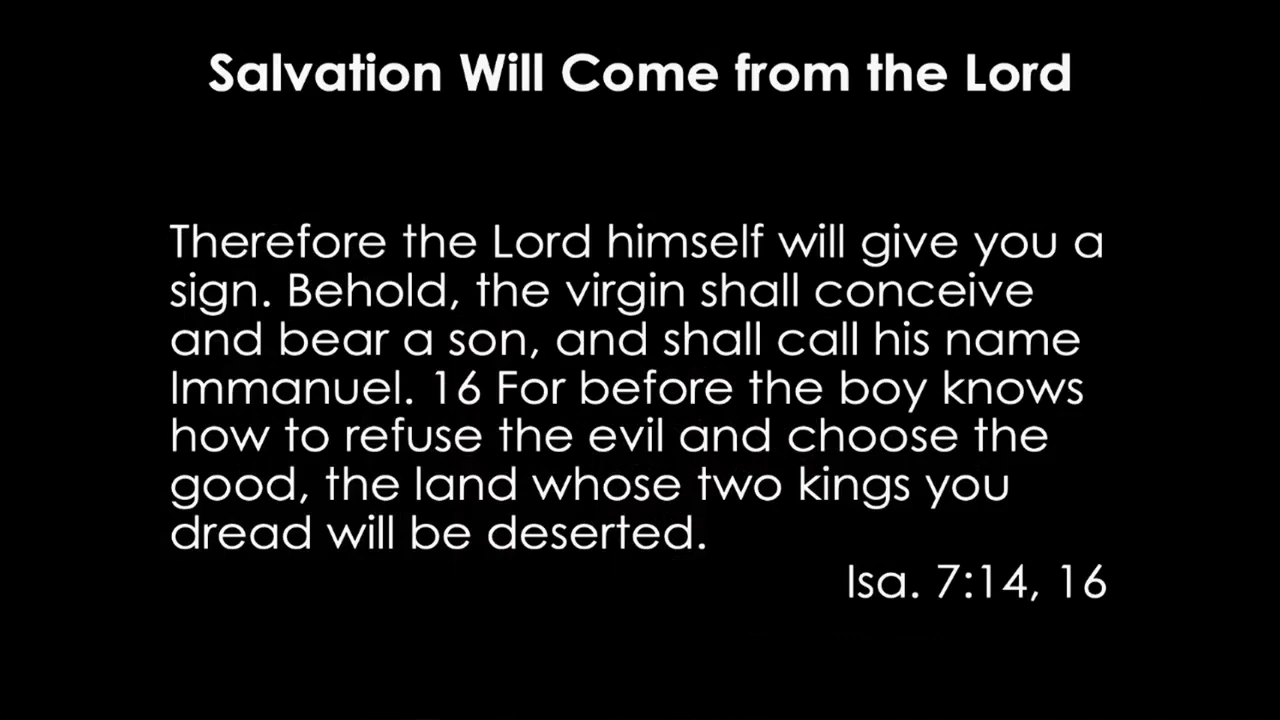 Salvation Will Come from the Lord
Therefore the Lord himself will give you a
sign. Behold, the virgin shall conceive
and bear a son, and shall call his name
Immanuel. 16 For before the boy knows
how to refuse the evil and choose the
good, the land whose two kings you
dread will be deserted.
Isa. 7:14, 16